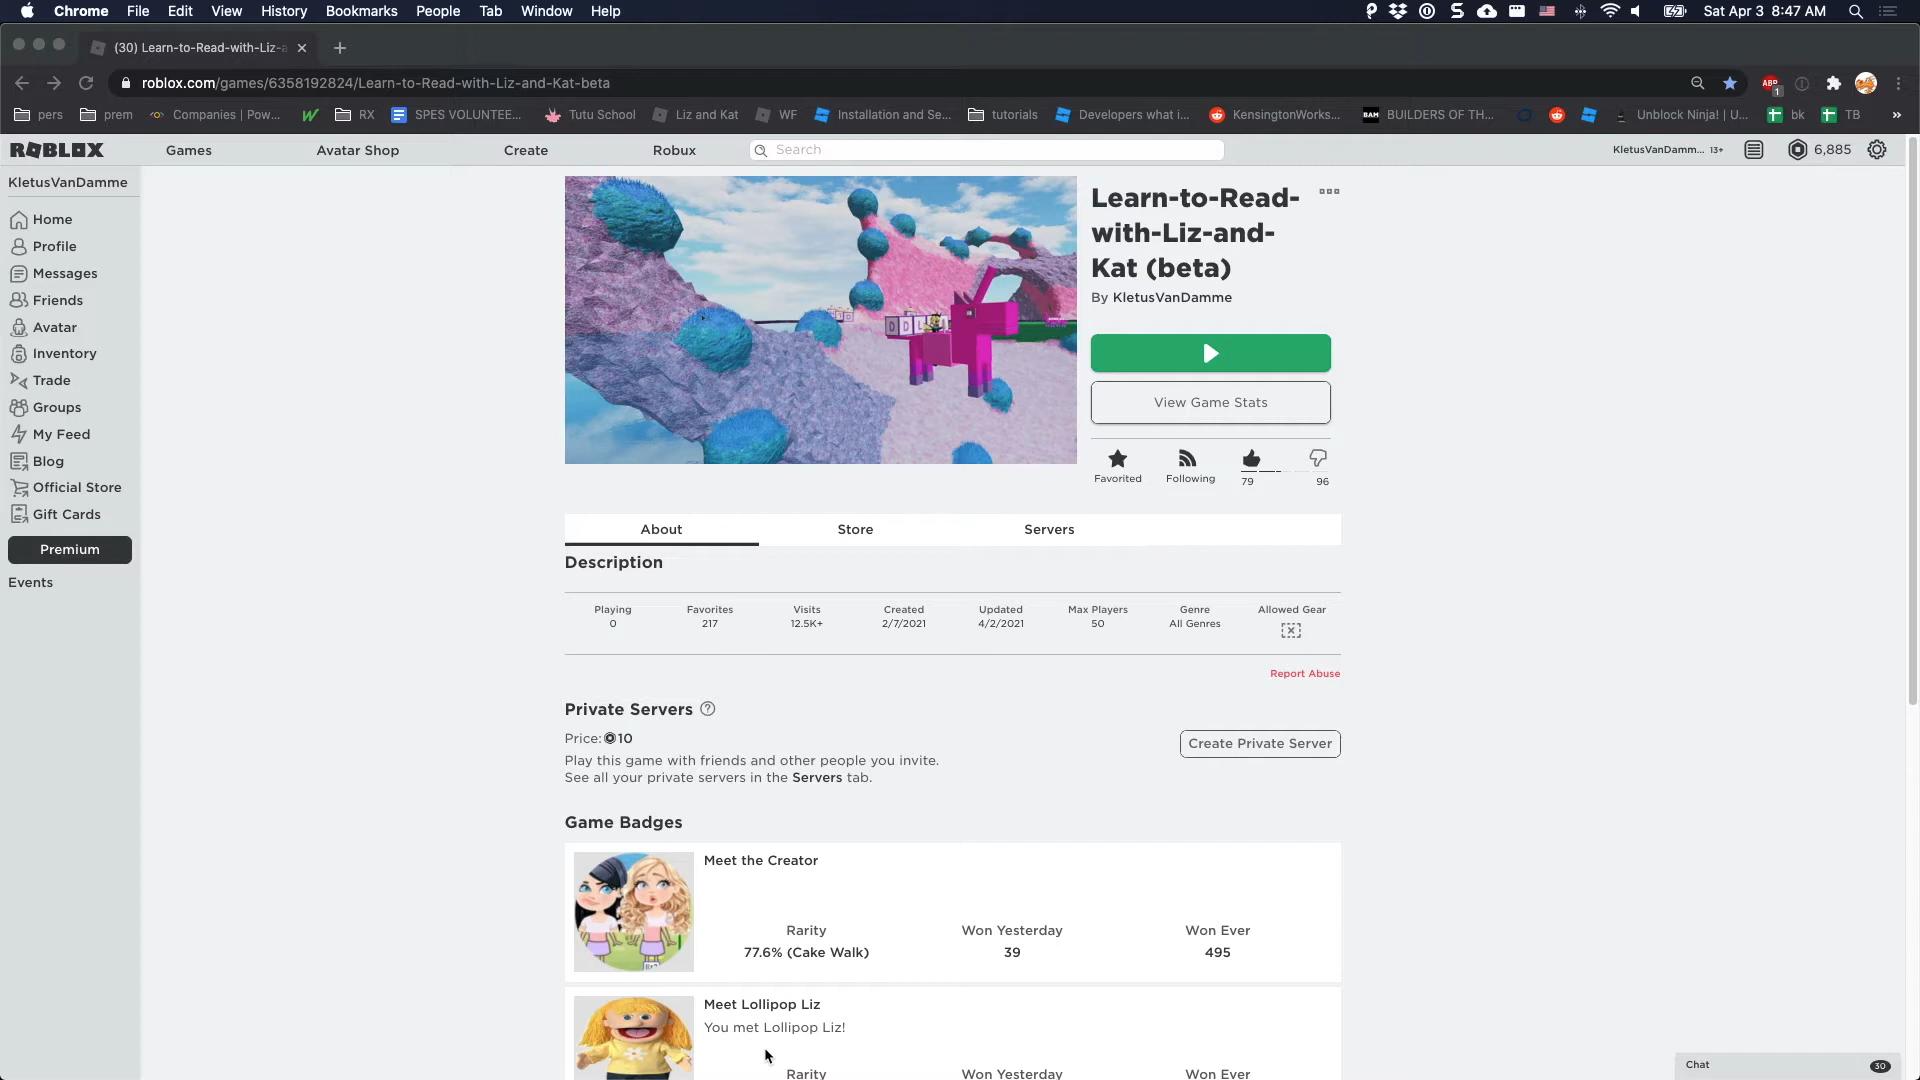 Chrome File Edit View History Bookmarks People Tab Window Help Sat Apr 3 8:47 AM
(30) Learn-to-Read-with-Liz-a
roblox.com/games/6358192824/Learn-to-Read-with-Liz-and-Kat-beta ABP 1
pers prem Companies | Pow... RX SPES VOLUNTEE... Tutu School Liz and Kat WF Installation and Se... tutorials Developers what i... KensingtonWorks... BAM BUILDERS OF TH... Unblock Ninja! | U... bk TB »
ROBLOX Games Avatar Shop Create Robux Search KletusVanDamm... 13+ 6,885
KletusVanDamme
Home
Profile
Messages
Friends
Avatar
Inventory
Trade
Groups
My Feed
Blog
Official Store
Gift Cards
Premium
Events
Learn-to-Read-
with-Liz-and-
Kat (beta)
By KletusVanDamme
View Game Stats
Favorited Following 79 96
About Store Servers
Description
Playing Favorites Visits Created Updated Max Players Genre Allowed Gear
0 217 12.5K+ 2/7/2021 4/2/2021 50 All Genres
Report Abuse
Private Servers
Price: 10
Create Private Server
Play this game with friends and other people you invite.
See all your private servers in the Servers tab.
Game Badges
Meet the Creator
Rarity Won Yesterday Won Ever
77.6% (Cake Walk) 39 495
Meet Lollipop Liz
You met Lollipop Liz!
Rarity Won Yesterday Won Ever
Chat 30